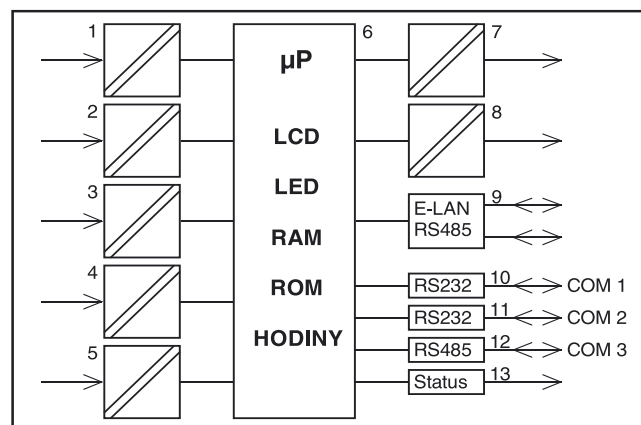 1
2
3
4
5
µP
LCD
LED
RAM
ROM
HODINY
6
7
8
9
E-LAN
RS485
RS232 10 COM 1
RS232 11 COM 2
RS485 12 COM 3
Status 13